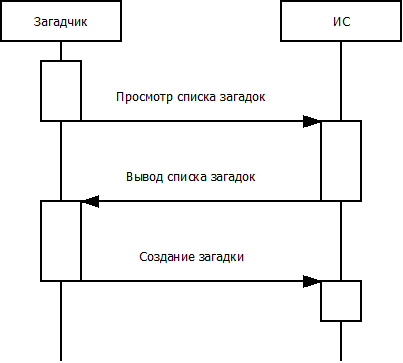 Загадчик
ИС
Просмотр списка загадок
Вывод списка загадок
Создание загадки